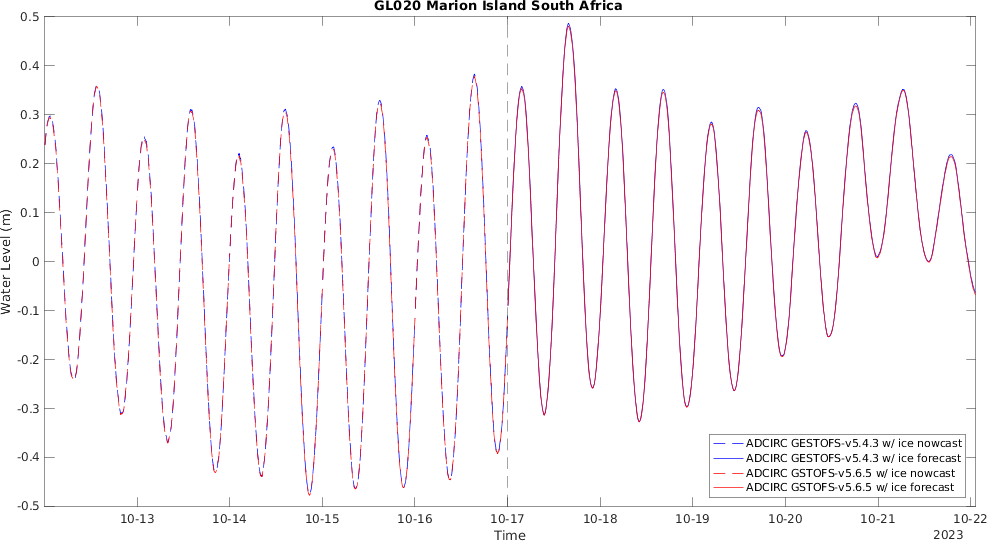 GL020 Marion Island South Africa
Water Level (m)
0.5
0.4
0.3
0.2
0.1
0
-0.1
-0.2
-0.3
-0.4
-0.5
ADCIRC GESTOFS-v5.4.3 w/ ice nowcast
ADCIRC GESTOFS-v5.4.3 w/ ice forecast
ADCIRC GSTOFS-v5.6.5 w/ ice nowcast
ADCIRC GSTOFS-v5.6.5 w/ ice forecast
10-13 10-14 10-15 10-16 10-17 10-18 10-19 10-20 10-21 10-22
Time
2023